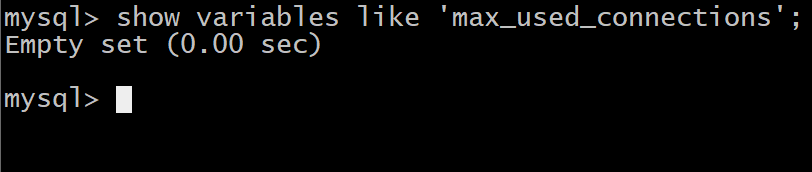 mysql> show variables like 'max_used_connections';
Empty set (0.00 sec)
mysql>